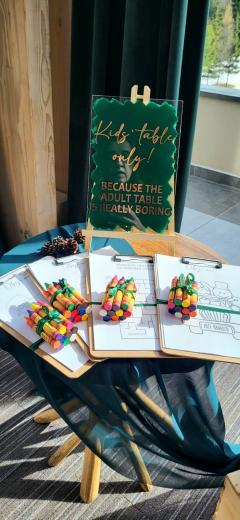 Kids' table
only!
BECAUSE THE
ADULT TABLE
IS REALLY BORING